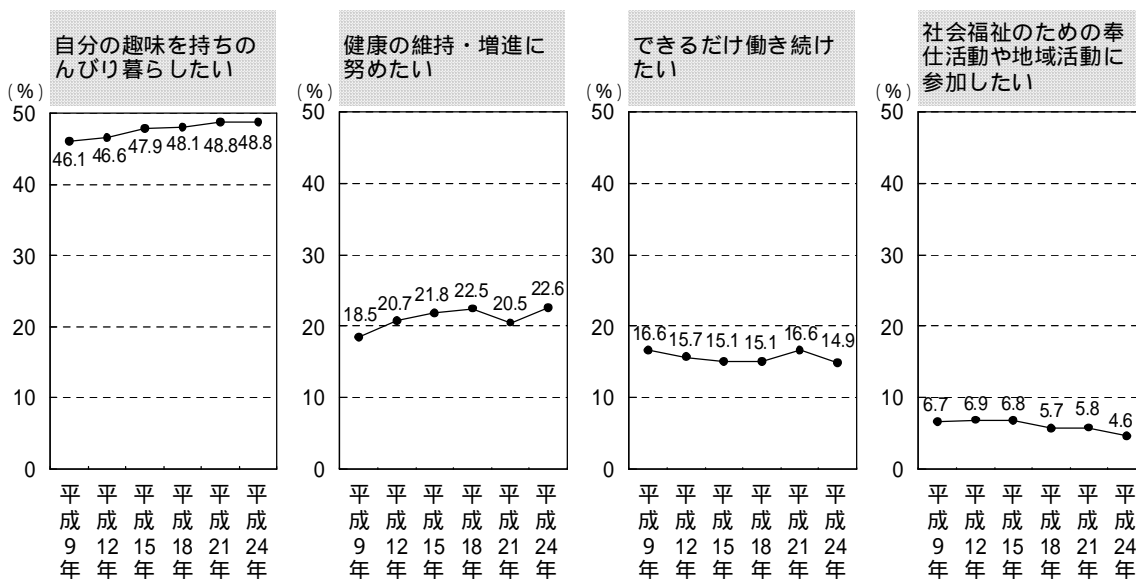 自分の趣味を持ちの
んびり暮らしたい
(%)
50
40
30
20
10
0
46.1 46.6 47.9 48.1 48.8 48.8
平成9年 平成12年 平成15年 平成18年 平成21年 平成24年
健康の維持・増進に
努めたい
(%)
50
40
30
20
10
0
18.5 20.7 21.8 22.5 20.5 22.6
平成9年 平成12年 平成15年 平成18年 平成21年 平成24年
できるだけ働き続け
たい
(%)
50
40
30
20
10
0
16.6 15.7 15.1 15.1 16.6 14.9
平成9年 平成12年 平成15年 平成18年 平成21年 平成24年
社会福祉のための奉
仕活動や地域活動に
参加したい
(%)
50
40
30
20
10
0
6.7 6.9 6.8 5.7 5.8 4.6
平成9年 平成12年 平成15年 平成18年 平成21年 平成24年